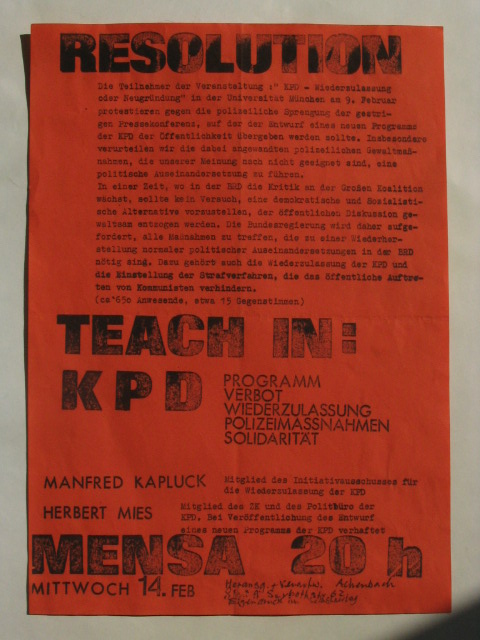 RESOLUTION
Die Teilnehmer der Veranstaltung :" KPD - Wiederzulassung
oder Neugründung" in der Universität München am 9. Februar
protestieren gegen die polizeiliche Sprengung der gestri-
gen Pressekonferenz, auf der der Entwurf eines neuen Programms
der KPD der Öffentlichkeit übergeben werden sollte. Insbesondere
verurteilen wir die dabei angewandten polizeilichen Gewaltmaß-
nahmen, die unserer Meinung nach nicht geeignet sind, eine
politische Auseinandersetzung zu führen.
In einer Zeit, wo in der BRD die Kritik an der Großen Koalition
wächst, sollte kein Versuch, eine demokratische und Sozialisti-
sche Alternative vorzustellen, der öffentlichen Diskussion ge-
waltsam entzogen werden. Die Bundesregierung wird daher aufge-
fordert, alle Maßnahmen zu treffen, die zu einer Wiederher-
stellung normaler politischer Auseinandersetzungen in der BRD
nötig sing. Dazu gehört auch die Wiederzulassung der KPD und
die Einstellung der Strafverfahren, die das öffentliche Auftre-
ten von Kommunisten verhindern.
(ca 650 Anwesende, etwa 15 Gegenstimmen)
TEACH IN:
KPD
PROGRAMM
VERBOT
WIEDERZULASSUNG
POLIZEIMASSNAHMEN
SOLIDARITÄT
MANFRED KAPLUCK Mitglied des Initiativausschusses für
die Wiederzulassung der KPD
HERBERT MIES Mitglied des ZK und des Politbüro der
KPD. Bei Veröffentlichung des Entwurf
eines neuen Programms der KPD verhaftet
MENSA 20 h
MITTWOCH 14. FEB
Achenbach